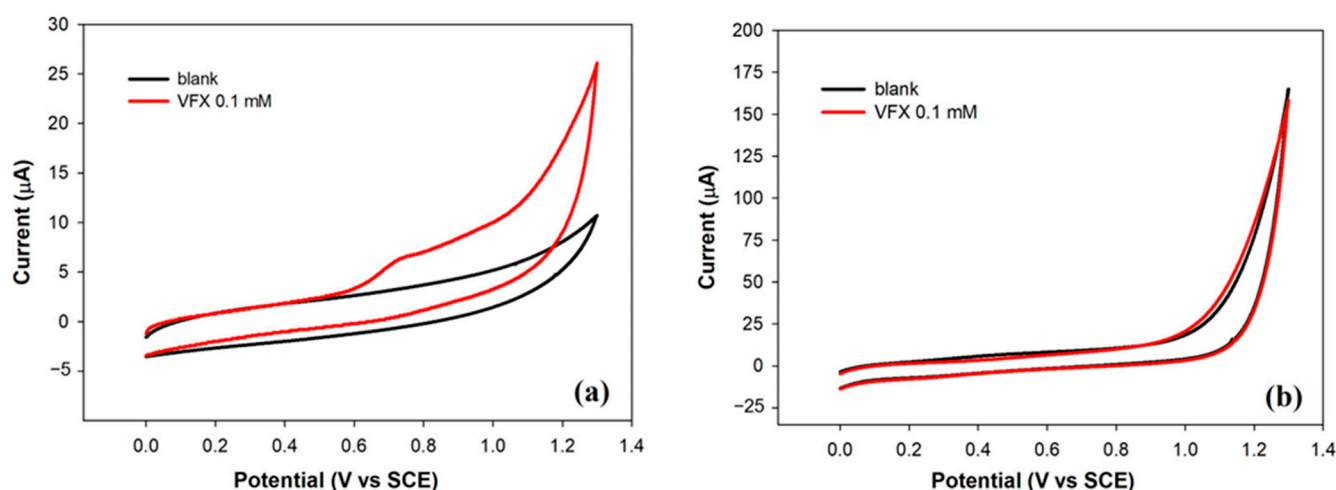 30
25
20
15
10
5
0
−5
Current (μA)
blank
VFX 0.1 mM
(a)
0.0 0.2 0.4 0.6 0.8 1.0 1.2 1.4
Potential (V vs SCE)
200
175
150
125
100
75
50
25
0
−25
Current (μA)
blank
VFX 0.1 mM
(b)
0.0 0.2 0.4 0.6 0.8 1.0 1.2 1.4
Potential (V vs SCE)